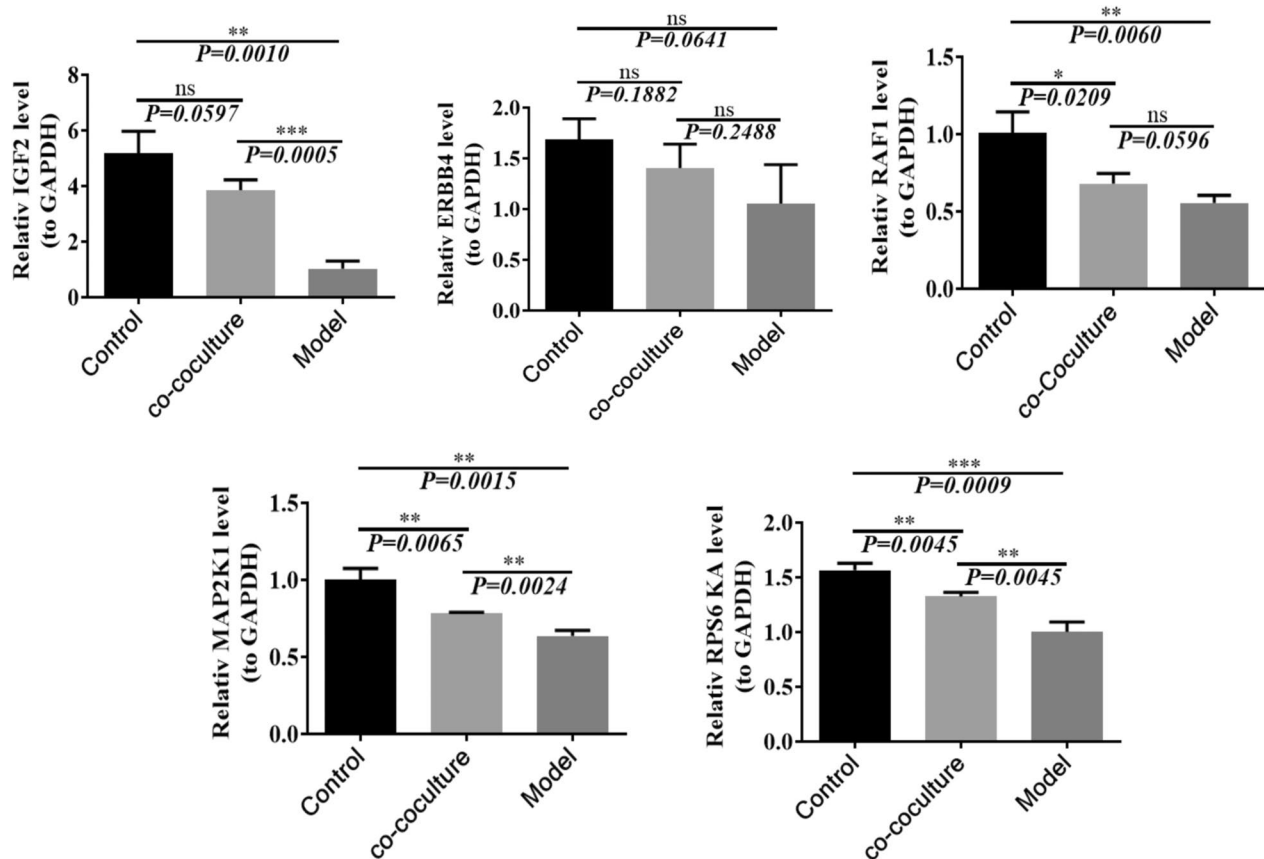 **
P=0.0010
ns
P=0.0597
***
P=0.0005
Relativ IGF2 level
(to GAPDH)
8
6
4
2
0
Control
co-coculture
Model
ns
P=0.0641
ns
P=0.1882
ns
P=0.2488
Relativ ERBB4 level
(to GAPDH)
2.0
1.5
1.0
0.5
0.0
Control
co-coculture
Model
**
P=0.0060
*
P=0.0209
ns
P=0.0596
Relativ RAF1 level
(to GAPDH)
1.5
1.0
0.5
0.0
Control
co-Coculture
Model
**
P=0.0015
**
P=0.0065
**
P=0.0024
Relativ MAP2K1 level
(to GAPDH)
1.5
1.0
0.5
0.0
Control
co-coculture
Model
***
P=0.0009
**
P=0.0045
**
P=0.0045
Relativ RPS6 KA level
(to GAPDH)
2.0
1.5
1.0
0.5
0.0
Control
co-coculture
Model